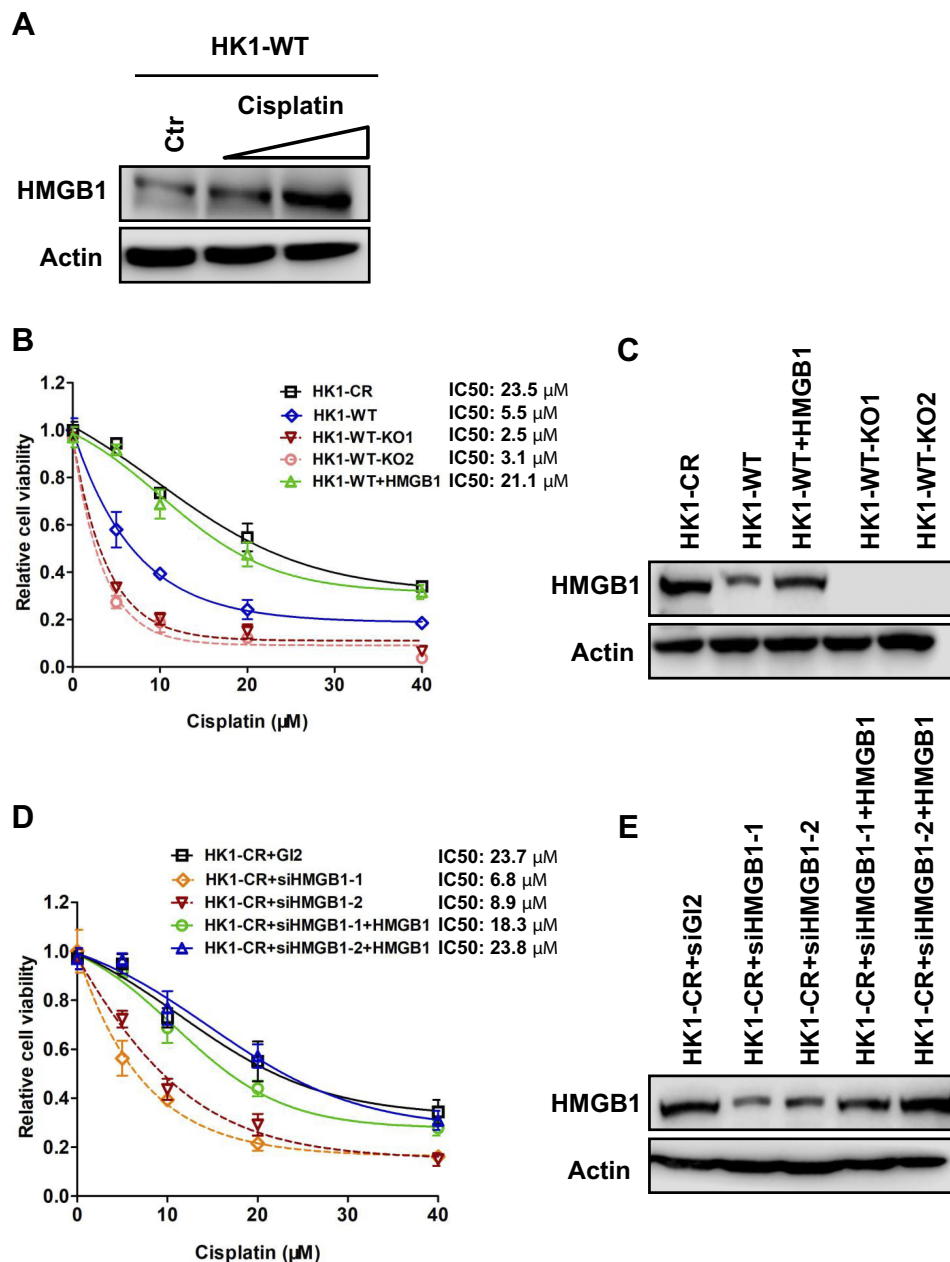 A
HK1-WT
Cisplatin
Ctr
HMGB1
Actin
B
1.2
1.0
0.8
0.6
0.4
0.2
0.0
Relative cell viability
0 10 20 30 40
Cisplatin (µM)
HK1-CR IC50: 23.5 µM
HK1-WT IC50: 5.5 µM
HK1-WT-KO1 IC50: 2.5 µM
HK1-WT-KO2 IC50: 3.1 µM
HK1-WT+HMGB1 IC50: 21.1 µM
C
HK1-CR
HK1-WT
HK1-WT+HMGB1
HK1-WT-KO1
HK1-WT-KO2
HMGB1
Actin
D
1.2
1.0
0.8
0.6
0.4
0.2
0.0
Relative cell viability
0 10 20 30 40
Cisplatin (µM)
HK1-CR+Gl2 IC50: 23.7 µM
HK1-CR+siHMGB1-1 IC50: 6.8 µM
HK1-CR+siHMGB1-2 IC50: 8.9 µM
HK1-CR+siHMGB1-1+HMGB1 IC50: 18.3 µM
HK1-CR+siHMGB1-2+HMGB1 IC50: 23.8 µM
E
HK1-CR+siGl2
HK1-CR+siHMGB1-1
HK1-CR+siHMGB1-2
HK1-CR+siHMGB1-1+HMGB1
HK1-CR+siHMGB1-2+HMGB1
HMGB1
Actin